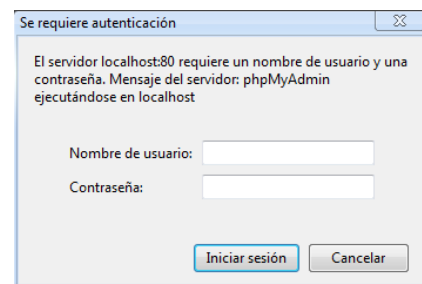 Se requiere autenticación
El servidor localhost:80 requiere un nombre de usuario y una
contraseña. Mensaje del servidor: phpMyAdmin
ejecutándose en localhost
Nombre de usuario:
Contraseña:
Iniciar sesión Cancelar